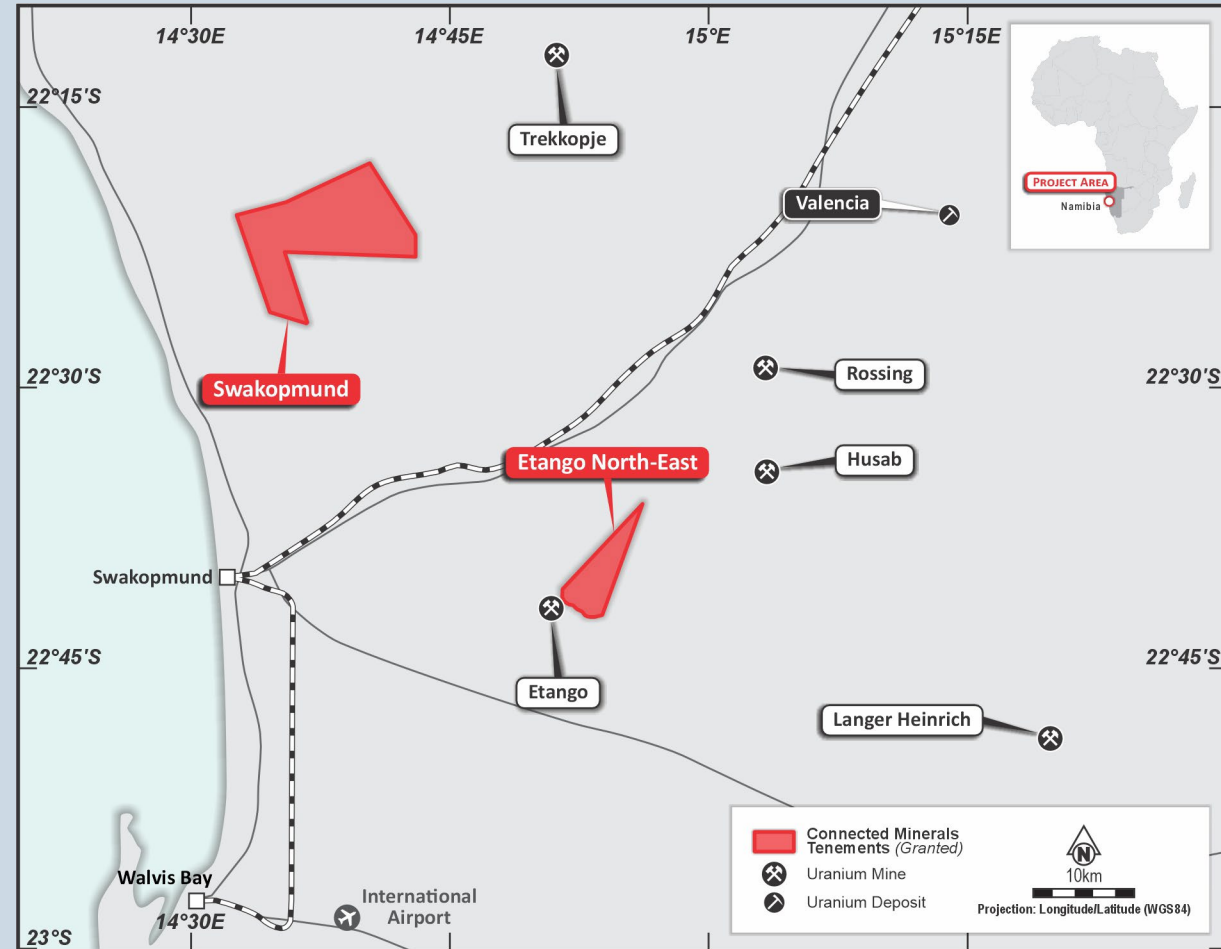 14°30E
14°45E
15°E
15°15E
22°15'S
Trekkopje
Valencia
PROJECT AREA
Namibia
22°30'S
22°30'S
Swakopmund
Rossing
Etango North-East
Husab
Swakopmund
22°45'S
22°45'S
Etango
Langer Heinrich
Connected Minerals
Tenements (Granted)
Uranium Mine
Uranium Deposit
N
10km
Projection: Longitude/Latitude (WGS84)
Walvis Bay
14°30E
International
Airport
23°S